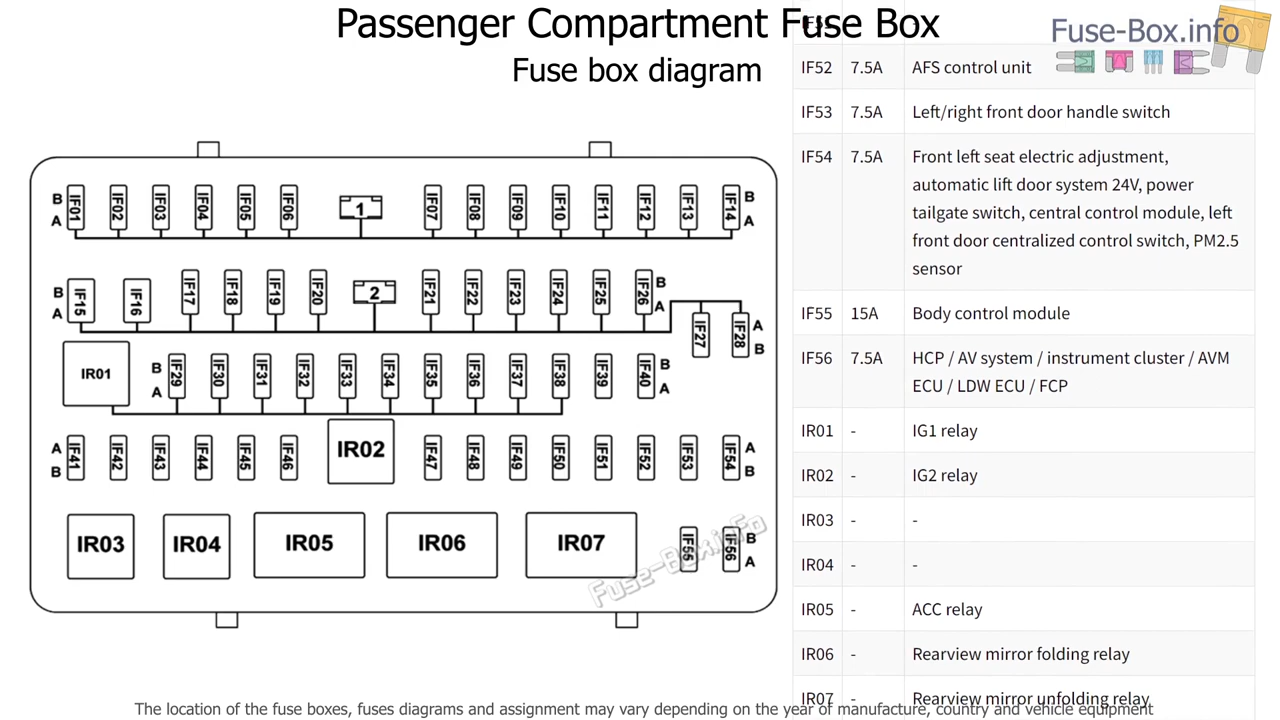 Passenger Compartment Fuse Box
Fuse box diagram
Fuse-Box.info
B IF01 IF02 IF03 IF04 IF05 IF06 1 IF07 IF08 IF09 IF10 IF11 IF12 IF13 IF14 B
A A
B IF15 IF16 IF17 IF18 IF19 IF20 2 IF21 IF22 IF23 IF24 IF25 IF26 B
A A
IF27 IF28 A
B
IR01 B IF29 IF30 IF31 IF32 IF33 IF34 IF35 IF36 IF37 IF38 IF39 IF40 B
A A
A IF41 IF42 IF43 IF44 IF45 IF46 IR02 IF47 IF48 IF49 IF50 IF51 IF52 IF53 IF54 A
B B
IR03 IR04 IR05 IR06 IR07 IF55 IF56 B
A
Fuse-Box.info
IF52 7.5A AFS control unit
IF53 7.5A Left/right front door handle switch
IF54 7.5A Front left seat electric adjustment,
automatic lift door system 24V, power
tailgate switch, central control module, left
front door centralized control switch, PM2.5
sensor
IF55 15A Body control module
IF56 7.5A HCP / AV system / instrument cluster / AVM
ECU / LDW ECU / FCP
IR01 - IG1 relay
IR02 - IG2 relay
IR03 - -
IR04 - -
IR05 - ACC relay
IR06 - Rearview mirror folding relay
IR07 - Rearview mirror unfolding relay
The location of the fuse boxes, fuses diagrams and assignment may vary depending on the year of manufacture, country and vehicle equipment